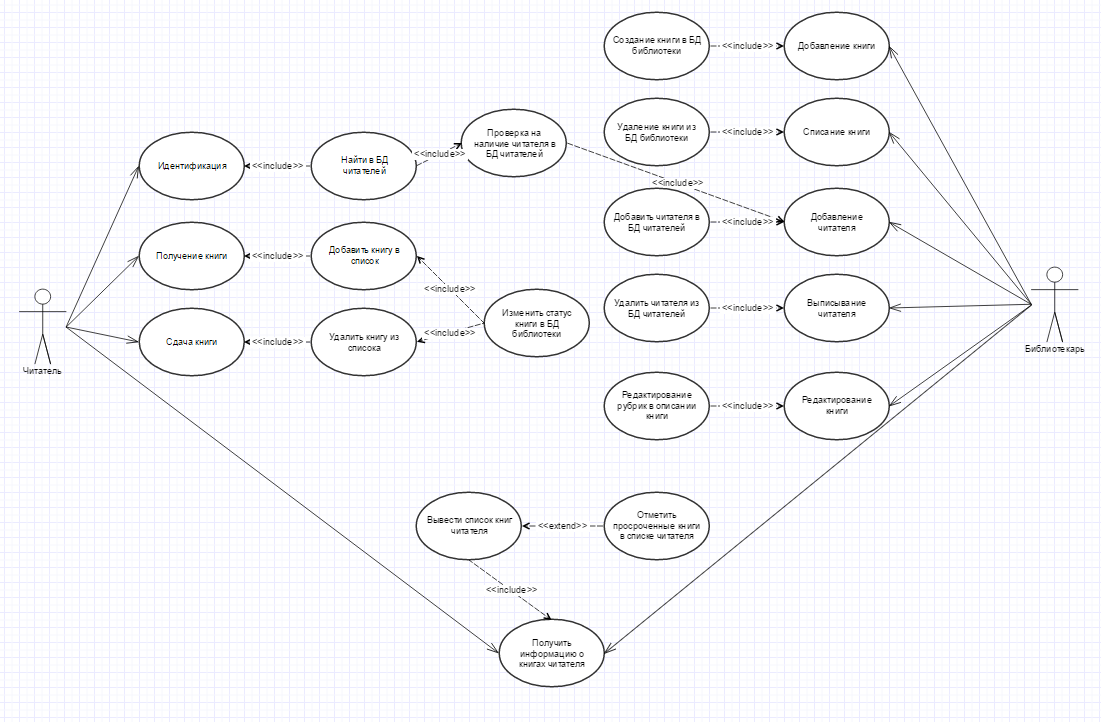 Создание книги в БД
библиотеки
<<include>>
Добавление книги
Удаление книги из
БД библиотеки
<<include>>
Списание книги
Идентификация
<<include>>
Найти в БД
читателей
<<include>>
Проверка на
наличие читателя в
БД читателей
<<include>>
Добавить читателя в
БД читателей
<<include>>
Добавление
читателя
Получение книги
<<include>>
Добавить книгу в
список
<<include>>
Изменить статус
книги в БД
библиотеки
<<include>>
Удалить читателя из
БД читателей
<<include>>
Выписывание
читателя
Сдача книги
<<include>>
Удалить книгу из
списока
Читатель
Библиотекарь
Редактирование
рубрик в описании
книги
<<include>>
Редактирование
книги
Вывести список книг
читателя
<<extend>>
Отметить
просроченные книги
в списке читателя
<<include>>
Получить
информацию о
книгах читателя